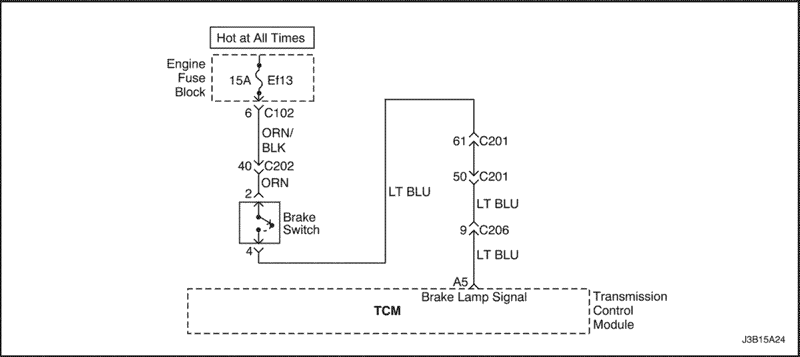 Hot at All Times
Engine
Fuse
Block
15A Ef13
6 C102
ORN/
BLK
40 C202
ORN
2
Brake
Switch
4
LT BLU
61 C201
50 C201
LT BLU
9 C206
LT BLU
A5
Brake Lamp Signal
TCM
Transmission
Control
Module
J3B15A24